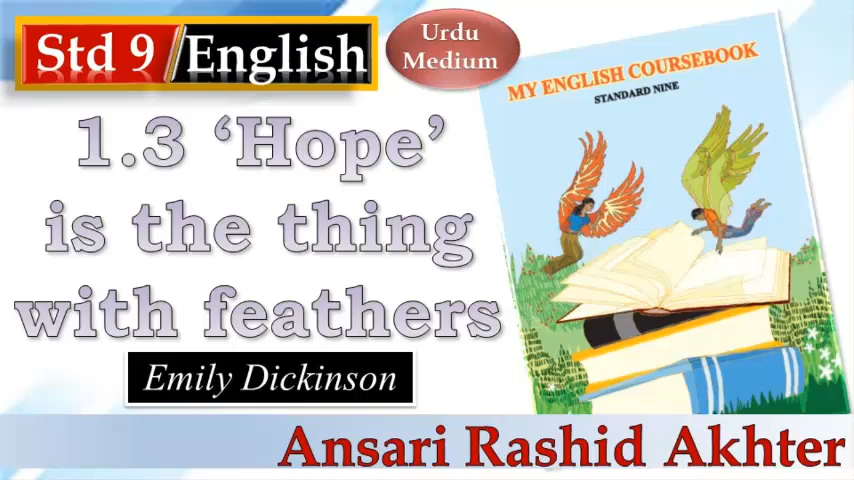 Std 9 / English
Urdu
Medium
MY ENGLISH COURSEBOOK
STANDARD NINE
1.3 ‘Hope’
is the thing
with feathers
Emily Dickinson
Ansari Rashid Akhter